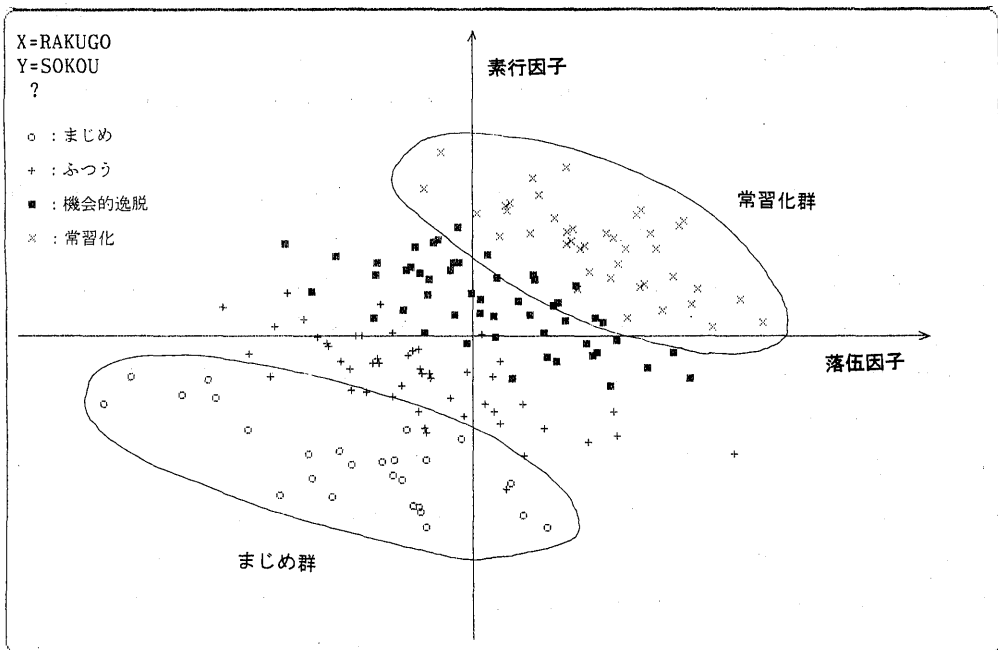 X=RAKUGO
Y=SOKOU
?
○ : まじめ
+ : ふつう
■ : 機会的逸脱
× : 常習化
素行因子
常習化群
落伍因子
まじめ群